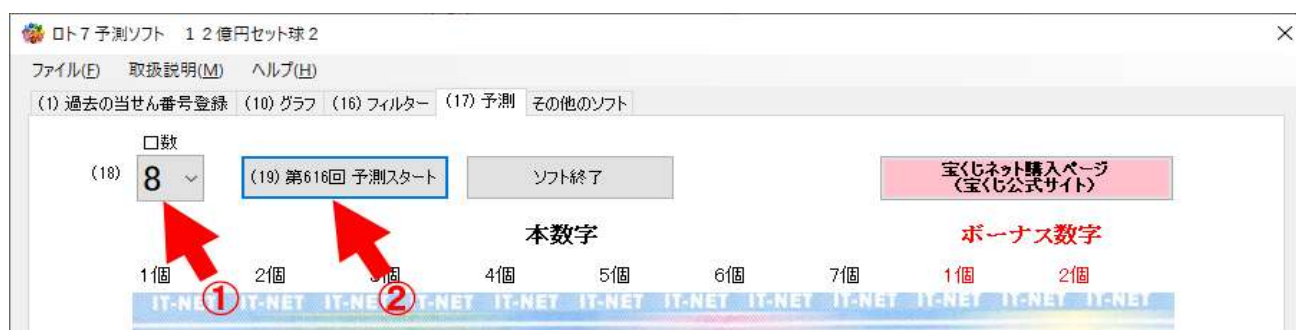 ロト7 予測ソフト 12億円セット球2
ファイル(F) 取扱説明(M) ヘルプ(H)
(1) 過去の当せん番号登録 (10) グラフ (16) フィルター (17) 予測 その他のソフト
口数
(18) 8 (19) 第616回 予測スタート ソフト終了 宝くじネット購入ページ
(宝くじ公式サイト)
本数字 ボーナス数字
1個 2個 3個 4個 5個 6個 7個 1個 2個
① ②
IT-NET IT-NET IT-NET IT-NET IT-NET IT-NET IT-NET IT-NET IT-NET IT-NET IT-NET IT-NET